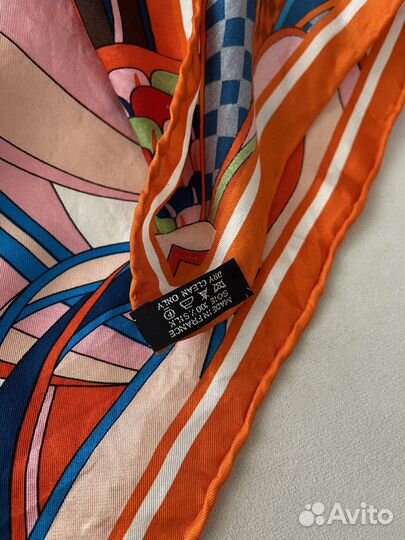 MADE IN FRANCE
SOIE 100 / SILK
DRY CLEAN ONLY
Avito